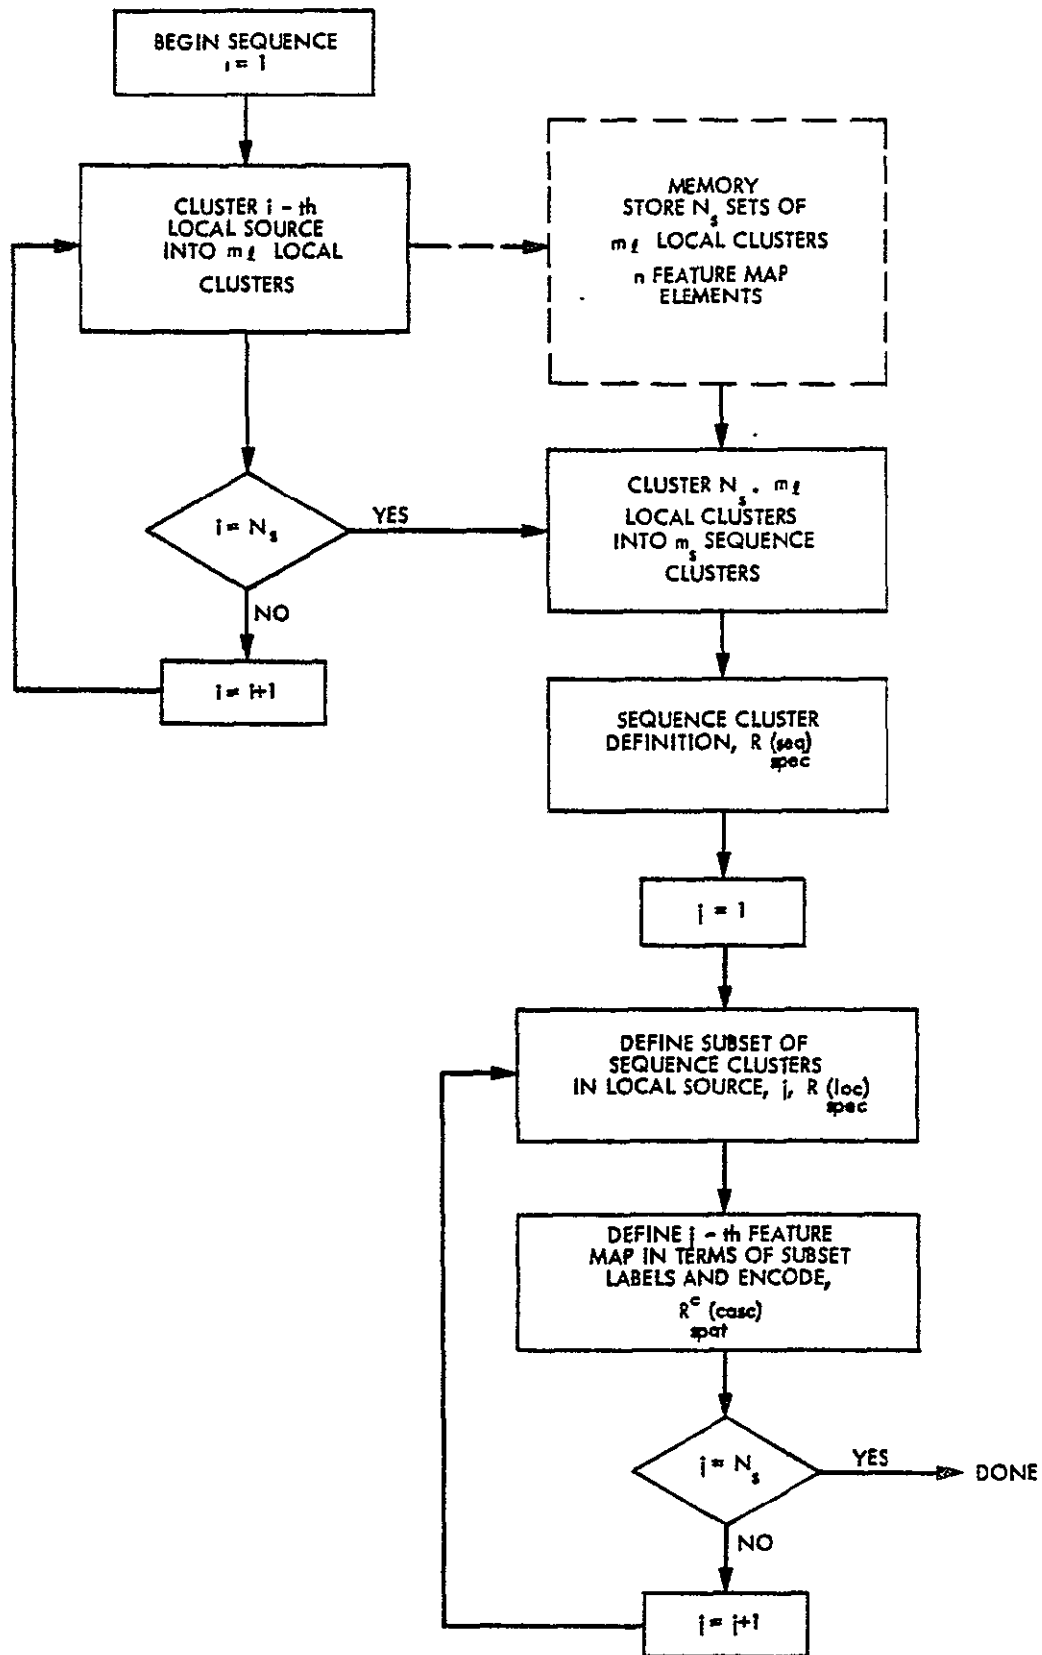 BEGIN SEQUENCE
i = 1
CLUSTER i - th
LOCAL SOURCE
INTO mℓ LOCAL
CLUSTERS
MEMORY
STORE Ns SETS OF
mℓ LOCAL CLUSTERS
n FEATURE MAP
ELEMENTS
i = Ns
YES
NO
i = i+1
CLUSTER Ns . mℓ
LOCAL CLUSTERS
INTO ms SEQUENCE
CLUSTERS
SEQUENCE CLUSTER
DEFINITION, R (seq)
spec
j = 1
DEFINE SUBSET OF
SEQUENCE CLUSTERS
IN LOCAL SOURCE, j, R (loc)
spec
DEFINE j - th FEATURE
MAP IN TERMS OF SUBSET
LABELS AND ENCODE,
Rc (casc)
spat
j = Ns
YES
DONE
NO
j = j+1